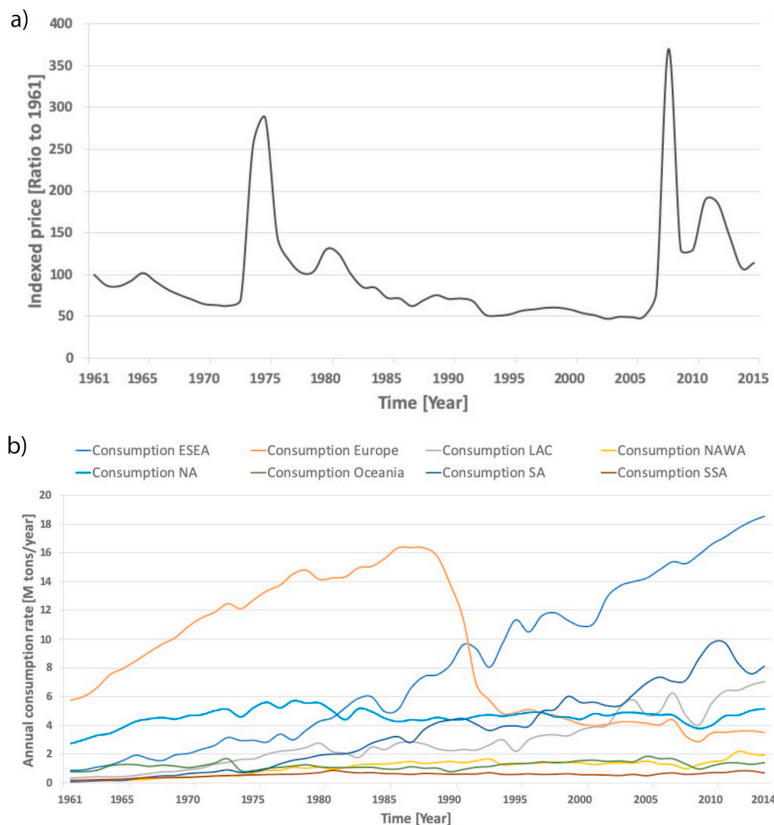 a)
Indexed price [Ratio to 1961]
400
350
300
250
200
150
100
50
0
1961 1965 1970 1975 1980 1985 1990 1995 2000 2005 2010 2015
Time [Year]
b)
Consumption ESEA Consumption Europe Consumption LAC Consumption NAWA
Consumption NA Consumption Oceania Consumption SA Consumption SSA
Annual consumption rate [M tons/year]
20
18
16
14
12
10
8
6
4
2
0
1961 1965 1970 1975 1980 1985 1990 1995 2000 2005 2010 2014
Time [Year]